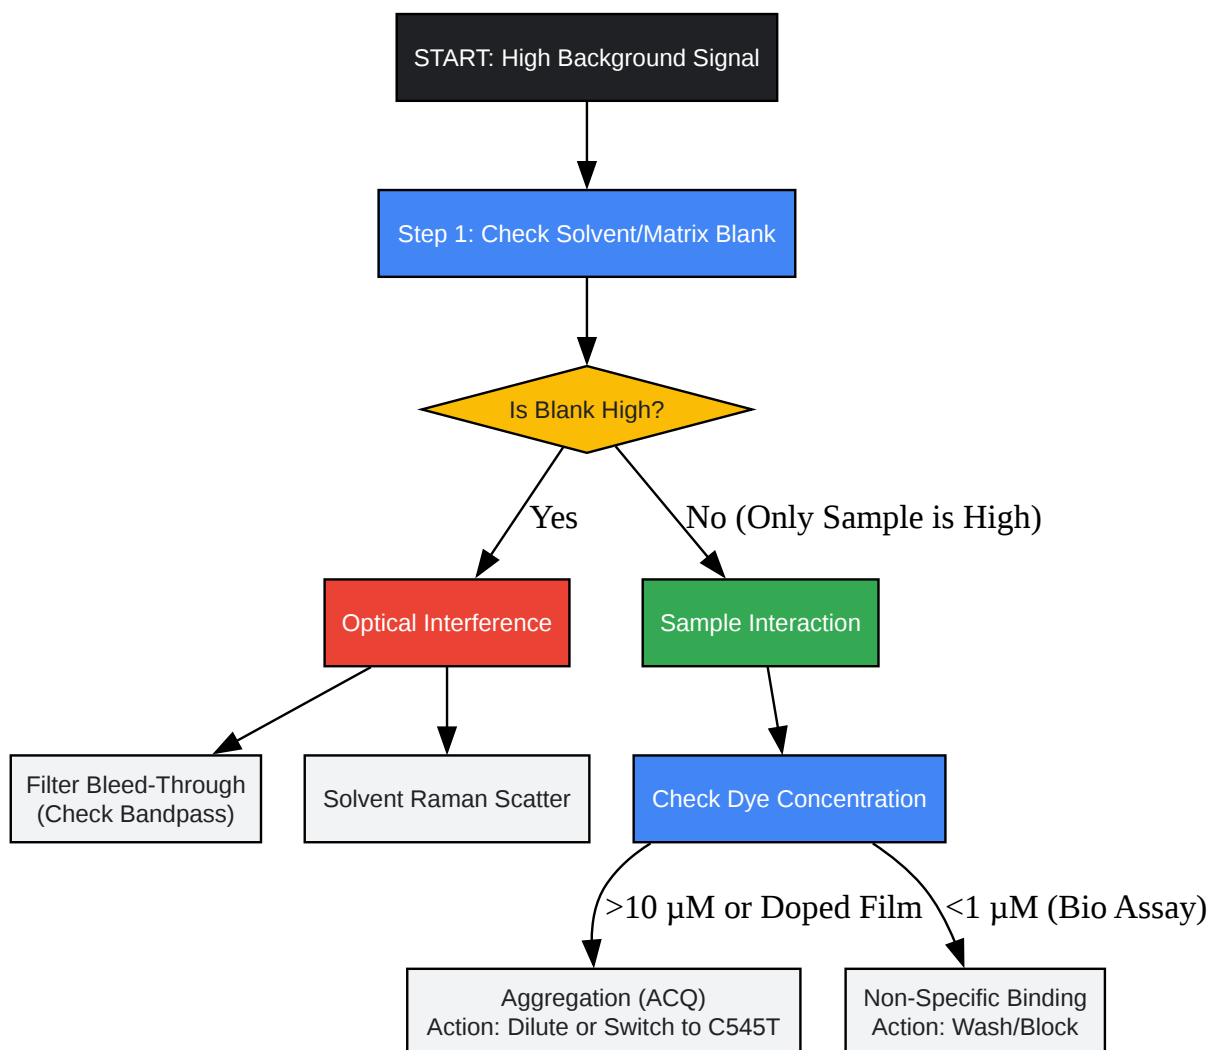 START: High Background Signal
Step 1: Check Solvent/Matrix Blank
Is Blank High?
Yes
No (Only Sample is High)
Optical Interference
Sample Interaction
Filter Bleed-Through
(Check Bandpass)
Solvent Raman Scatter
Check Dye Concentration
>10 µM or Doped Film
<1 µM (Bio Assay)
Aggregation (ACQ)
Action: Dilute or Switch to C545T
Non-Specific Binding
Action: Wash/Block